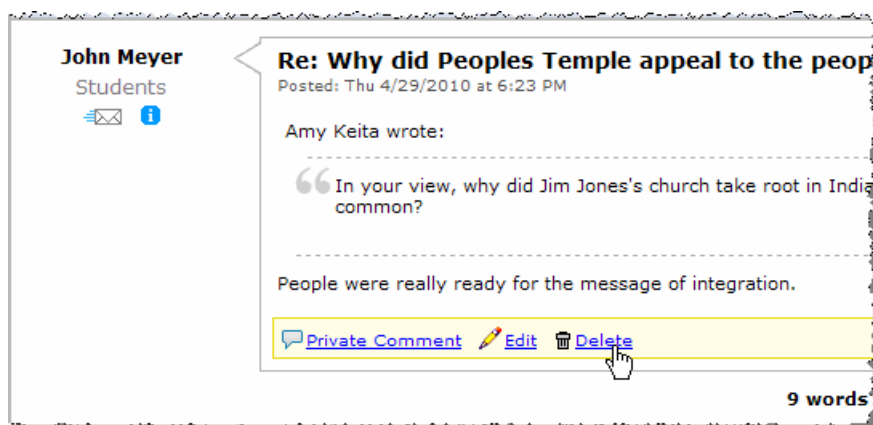 John Meyer
Students
Re: Why did Peoples Temple appeal to the
Posted: Thu 4/29/2010 at 6:23 PM
Amy Keita wrote:
In your view, why did Jim Jones's church take root in
common?
People were really ready for the message of integration.
Private Comment Edit Delete
9 words